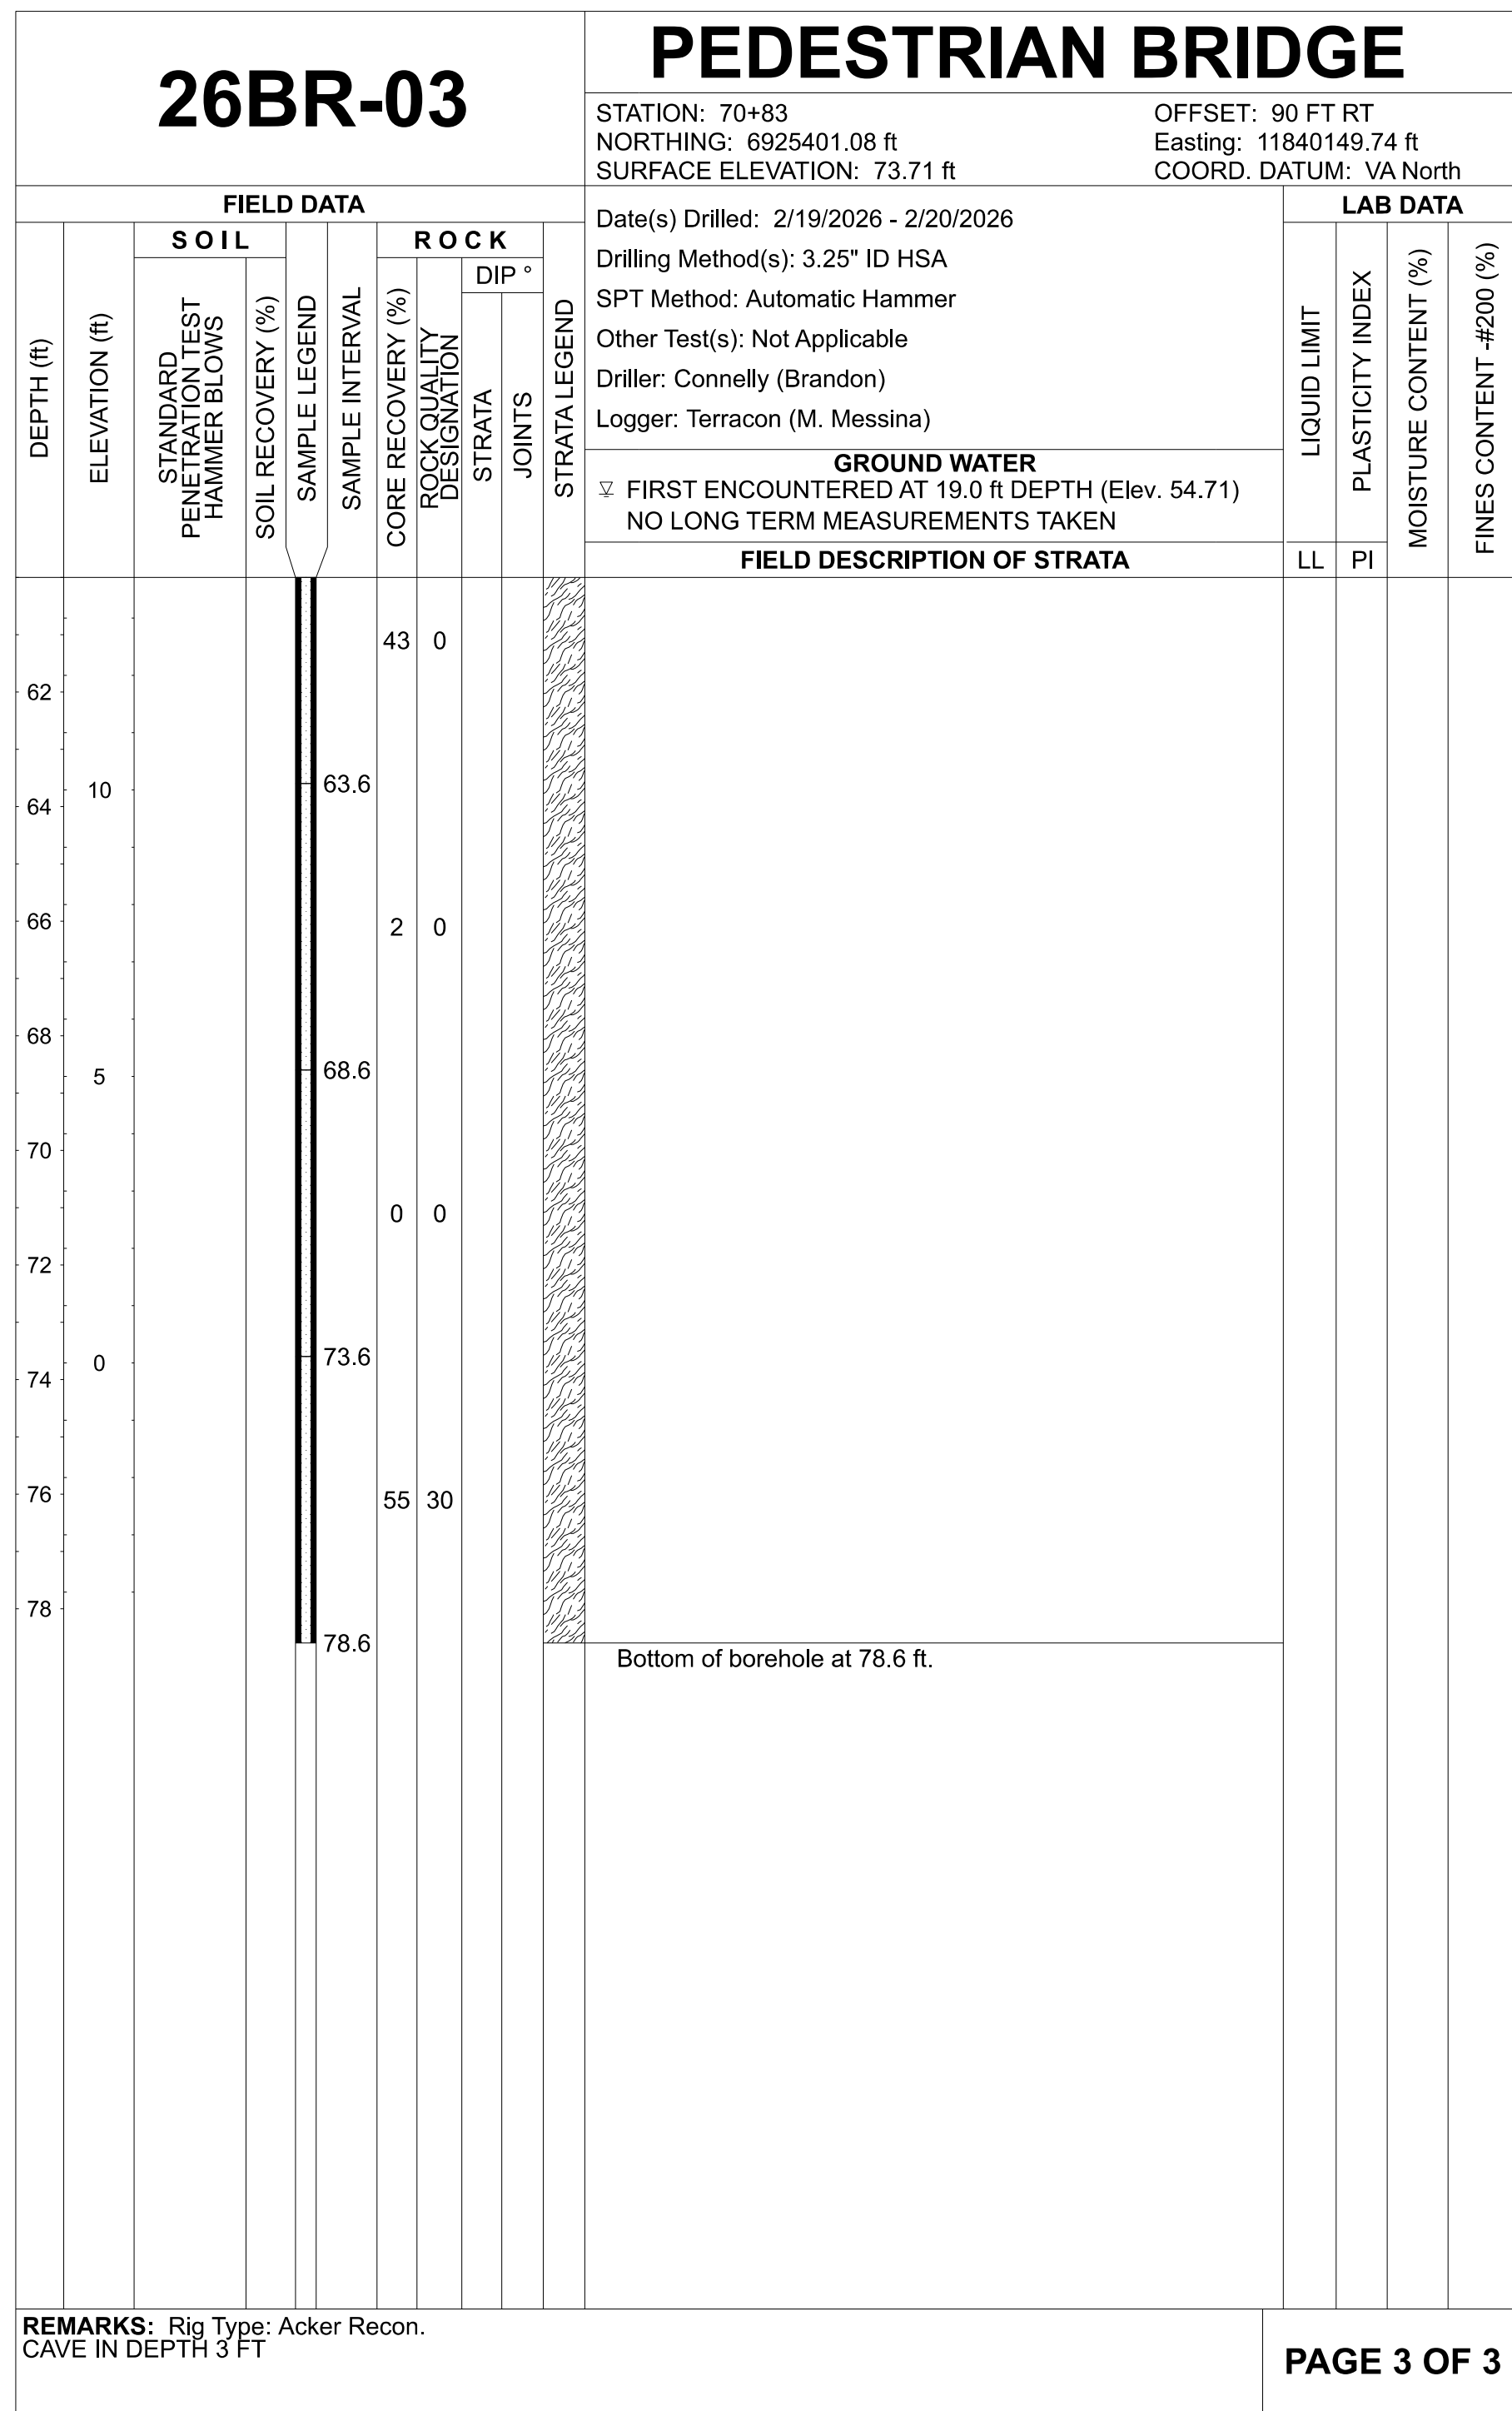 26BR-03
PEDESTRIAN BRIDGE
STATION: 70+83
OFFSET: 90 FT RT
NORTHING: 6925401.08 ft
Easting: 11840149.74 ft
SURFACE ELEVATION: 73.71 ft
COORD. DATUM: VA North
FIELD DATA
SOIL
ROCK
DIP °
DEPTH (ft)
ELEVATION (ft)
STANDARD
PENETRATION TEST
HAMMER BLOWS
SOIL RECOVERY (%)
SAMPLE LEGEND
SAMPLE INTERVAL
CORE RECOVERY (%)
ROCK QUALITY
DESIGNATION
STRATA
JOINTS
STRATA LEGEND
Date(s) Drilled: 2/19/2026 - 2/20/2026
Drilling Method(s): 3.25" ID HSA
SPT Method: Automatic Hammer
Other Test(s): Not Applicable
Driller: Connelly (Brandon)
Logger: Terracon (M. Messina)
GROUND WATER
FIRST ENCOUNTERED AT 19.0 ft DEPTH (Elev. 54.71)
NO LONG TERM MEASUREMENTS TAKEN
FIELD DESCRIPTION OF STRATA
LAB DATA
LIQUID LIMIT
PLASTICITY INDEX
MOISTURE CONTENT (%)
FINES CONTENT -#200 (%)
LL
PI
43 0
62
63.6
10
64
66
2 0
68
68.6
5
70
0 0
72
73.6
0
74
76
55 30
78
78.6
Bottom of borehole at 78.6 ft.
REMARKS: Rig Type: Acker Recon.
CAVE IN DEPTH 3 FT
PAGE 3 OF 3